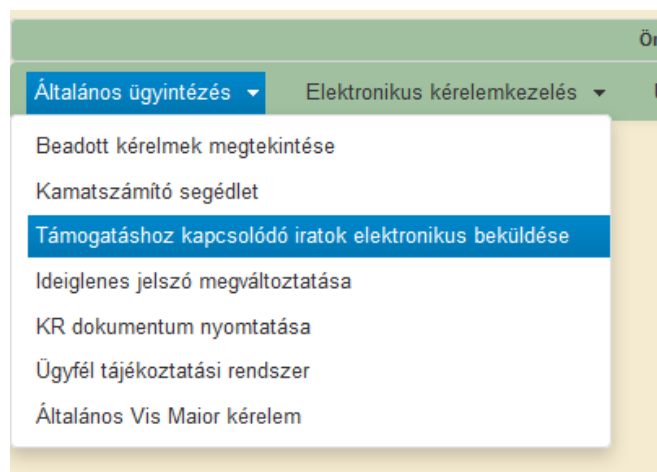 Általános ügyintézés
Elektronikus kérelemkezelés
Beadott kérelmek megtekintése
Kamatszámító segédlet
Támogatáshoz kapcsolódó iratok elektronikus beküldése
Ideiglenes jelszó megváltoztatása
KR dokumentum nyomtatása
Ügyfél tájékoztatási rendszer
Általános Vis Maior kérelem